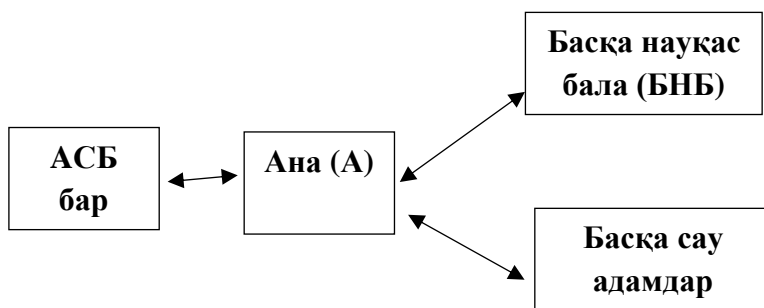 АСБ
бар
Ана (А)
Басқа науқас
бала (БНБ)
Басқа сау
адамдар